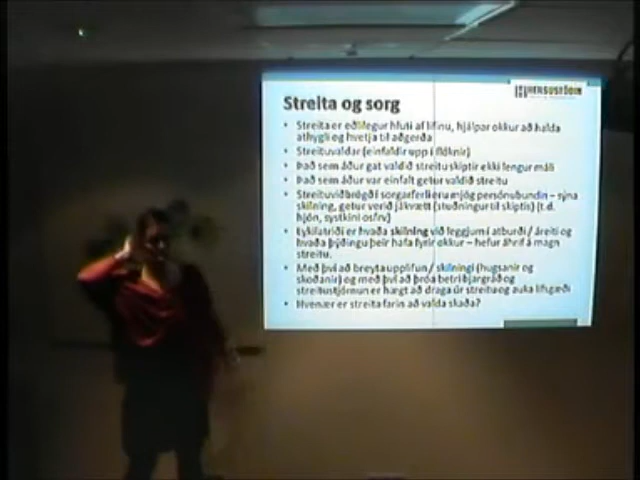 HEILSUSTÖÐIN
Streita og sorg
• Streita er eðlilegur hluti af lífinu, hjálpar okkur að halda
athygli og hvetja til aðgerða
• Streituvaldar (einfaldir upp í flóknir)
• Það sem áður gat valdið streitu skiptir ekki lengur máli
• Það sem áður var einfalt getur valdið streitu
• Streituviðbrögð í sorgarferli eru mjög persónubundin – sýna
skilning, getur verið jákvætt (stuðningur til skiptis) (t.d.
hjón, systkini osfrv)
• Lykilatriði er hvaða skilning við leggjum í atburði / áreiti og
hvaða þýðingu þeir hafa fyrir okkur – hefur áhrif á magn
streitu.
• Með því að breyta upplifun / skilningi (hugsanir og
skoðanir) og með því að þróa betri bjargráð og
streitustjórnun er hægt að draga úr streitu og auka lífsgæði
• Hvenær er streita farin að valda skaða?